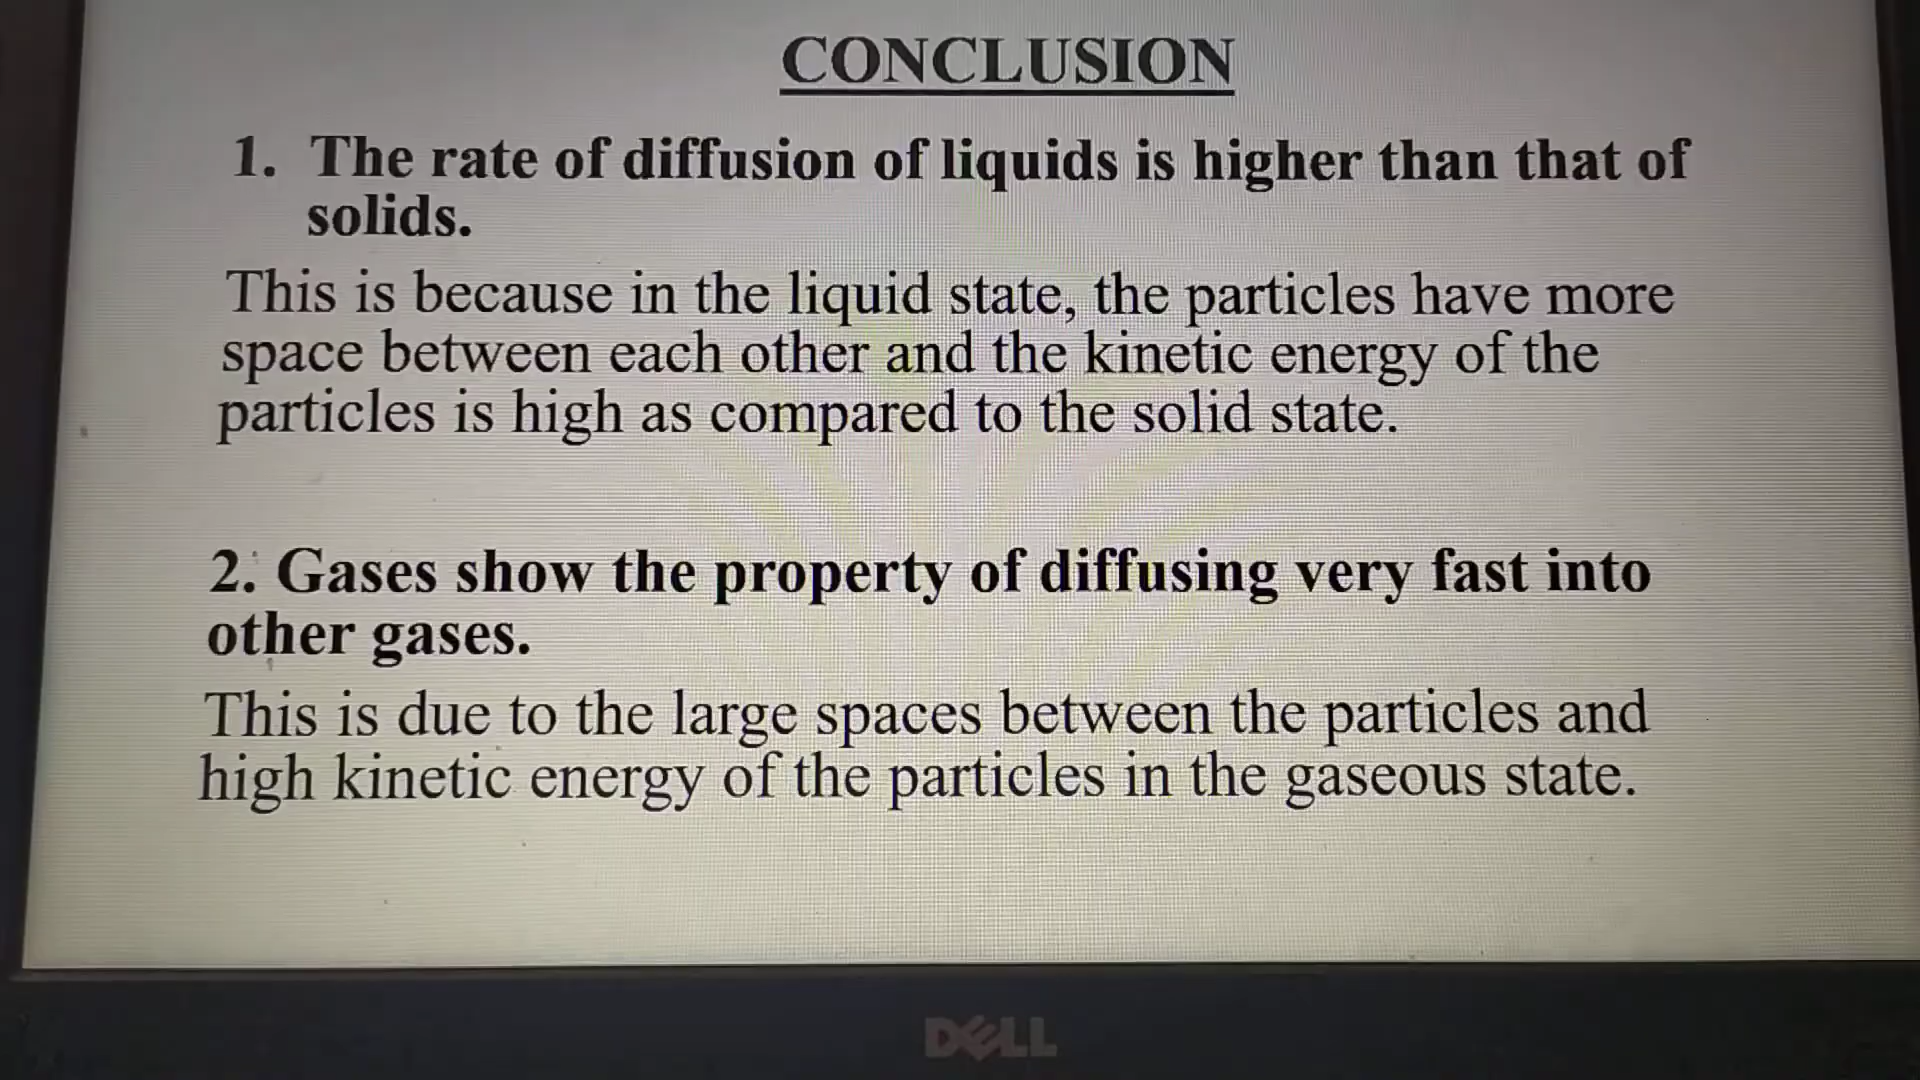 CONCLUSION
1. The rate of diffusion of liquids is higher than that of
solids.
This is because in the liquid state, the particles have more
space between each other and the kinetic energy of the
particles is high as compared to the solid state.
2. Gases show the property of diffusing very fast into
other gases.
This is due to the large spaces between the particles and
high kinetic energy of the particles in the gaseous state.
DELL